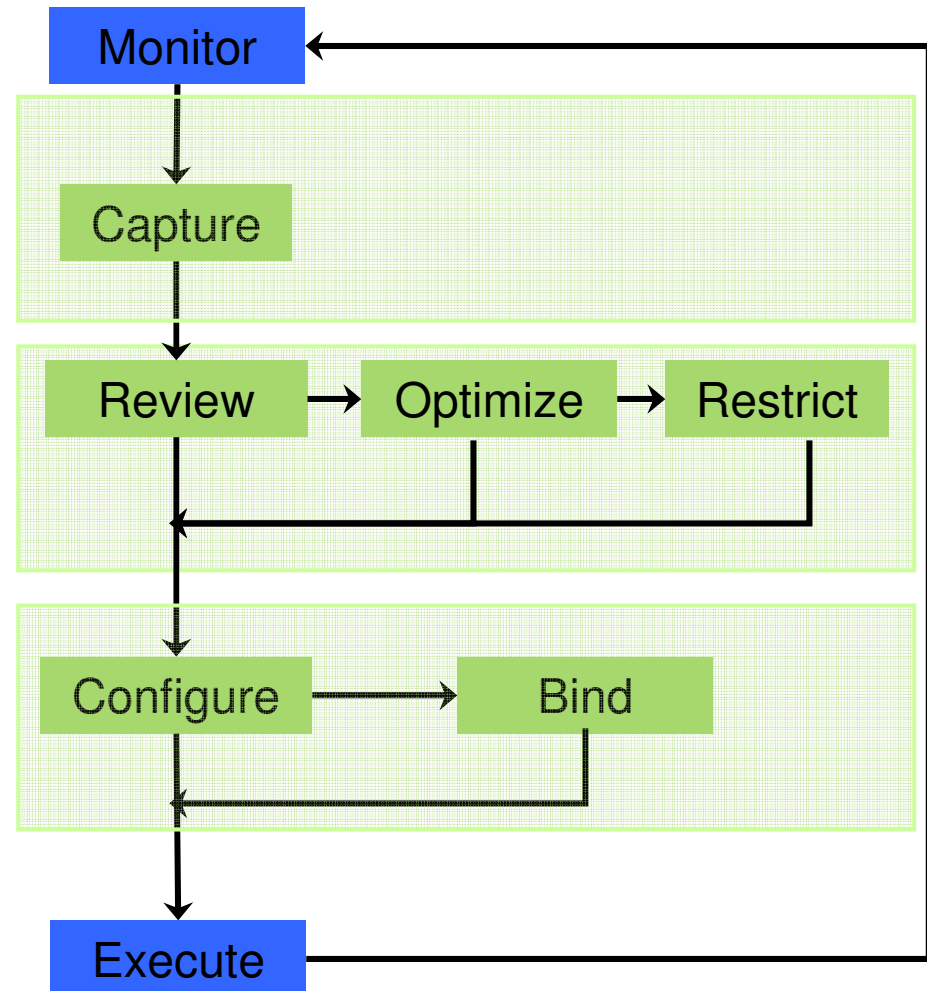 Monitor
Capture
Review
Optimize
Restrict
Configure
Bind
Execute